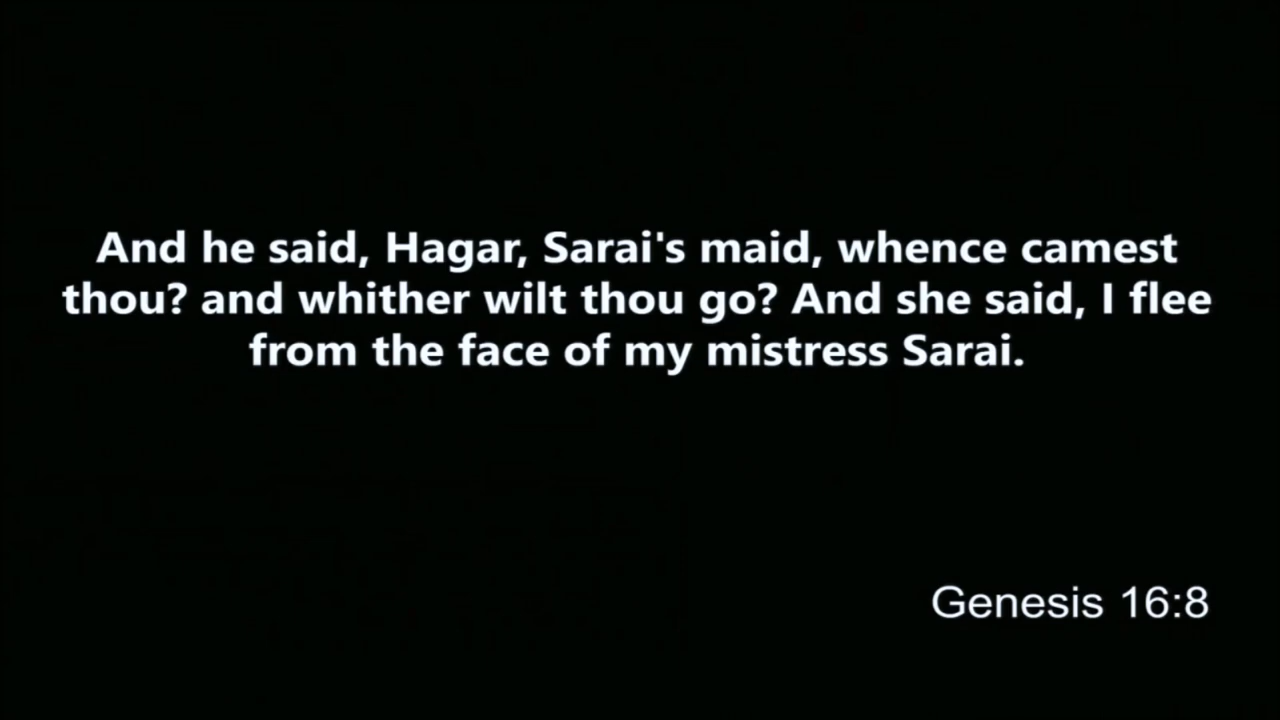 And he said, Hagar, Sarai's maid, whence camest
thou? and whither wilt thou go? And she said, I flee
from the face of my mistress Sarai.
Genesis 16:8